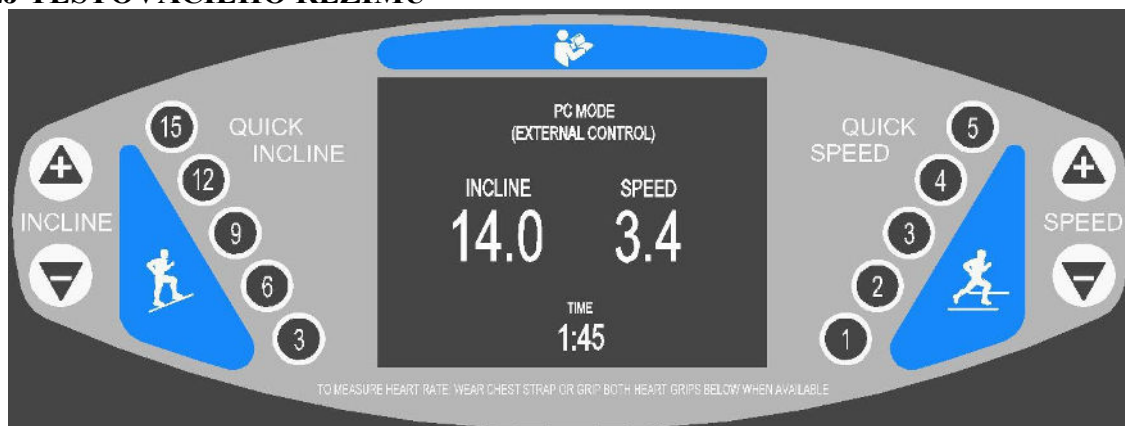 TESTOVACIEHO REŽIMU
PC MODE
(EXTERNAL CONTROL)
15 QUICK
INCLINE
12
9
6
3
+
INCLINE
−
INCLINE SPEED
14.0 3.4
TIME
1:45
QUICK 5
SPEED
4
3
2
1
+
SPEED
−
TO MEASURE HEART RATE, WEAR CHEST STRAP OR GRIP BOTH HEART GRIPS BELOW WHEN AVAILABLE